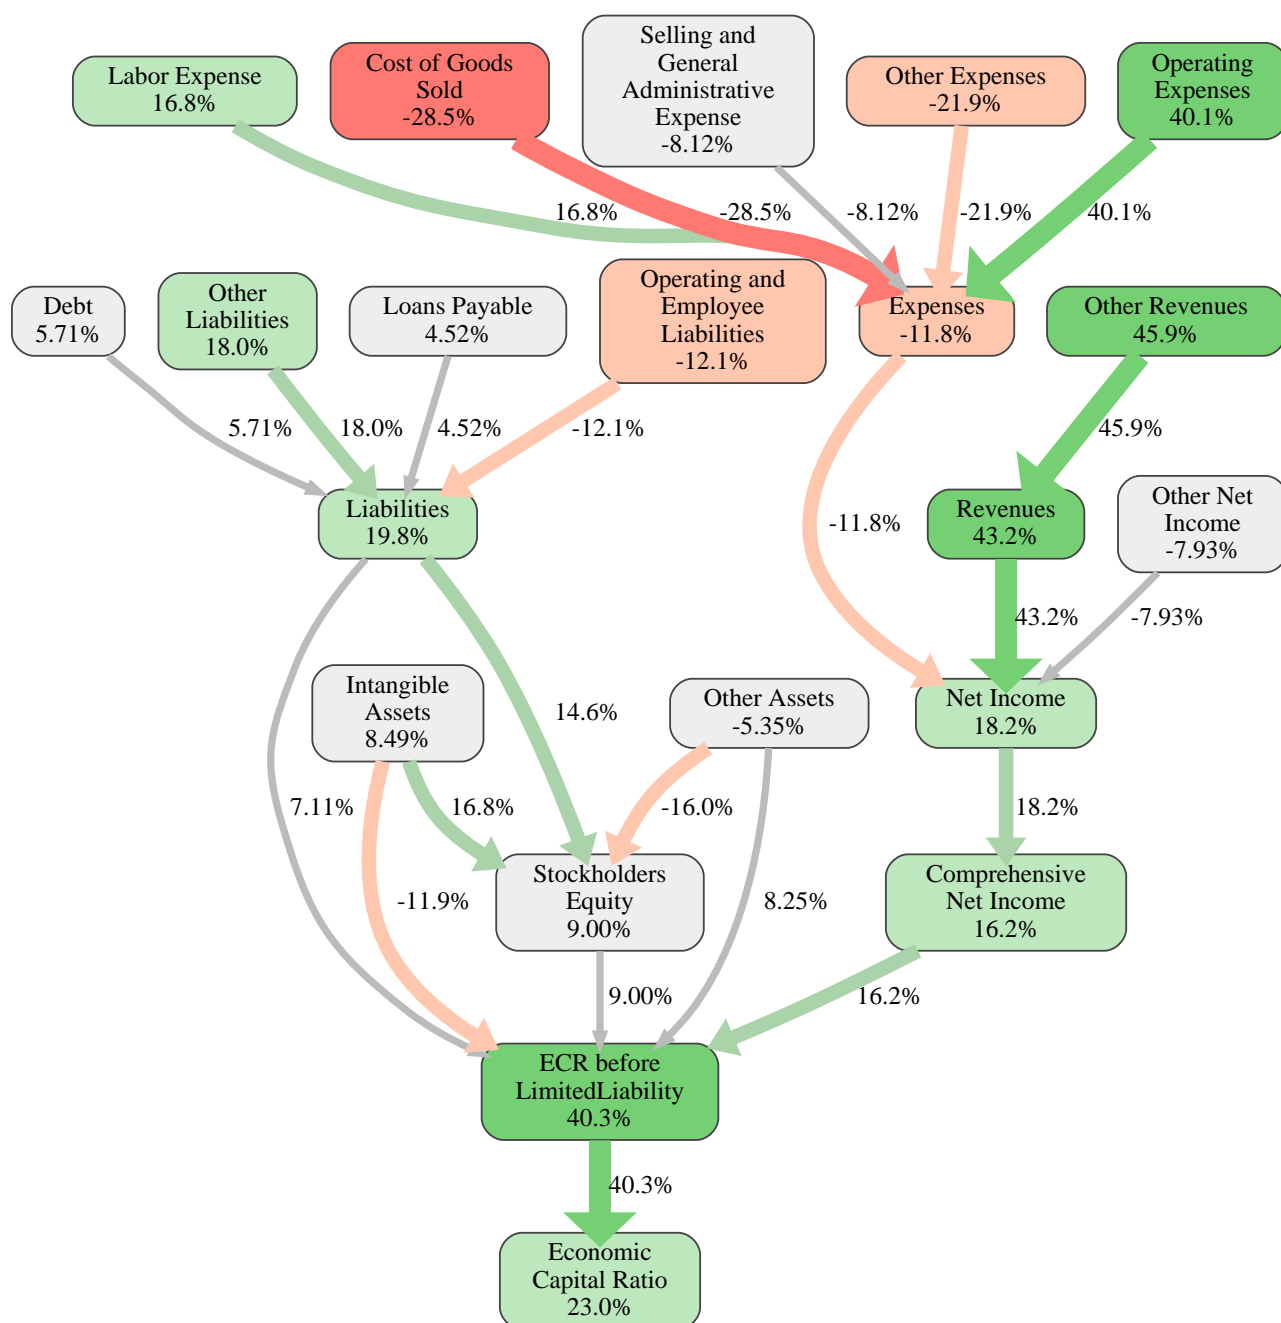 Labor Expense
16.8%
Cost of Goods
Sold
-28.5%
Selling and
General
Administrative
Expense
-8.12%
Other Expenses
-21.9%
Operating
Expenses
40.1%
16.8%
-28.5%
-8.12%
-21.9%
40.1%
Debt
5.71%
Other
Liabilities
18.0%
Loans Payable
4.52%
Operating and
Employee
Liabilities
-12.1%
Expenses
-11.8%
Other Revenues
45.9%
5.71%
18.0%
4.52%
-12.1%
-11.8%
45.9%
Liabilities
19.8%
Revenues
43.2%
Other Net
Income
-7.93%
14.6%
43.2%
-7.93%
Intangible
Assets
8.49%
Other Assets
-5.35%
Net Income
18.2%
7.11%
16.8%
-16.0%
18.2%
-11.9%
8.25%
Stockholders
Equity
9.00%
Comprehensive
Net Income
16.2%
9.00%
16.2%
ECR before
LimitedLiability
40.3%
40.3%
Economic
Capital Ratio
23.0%